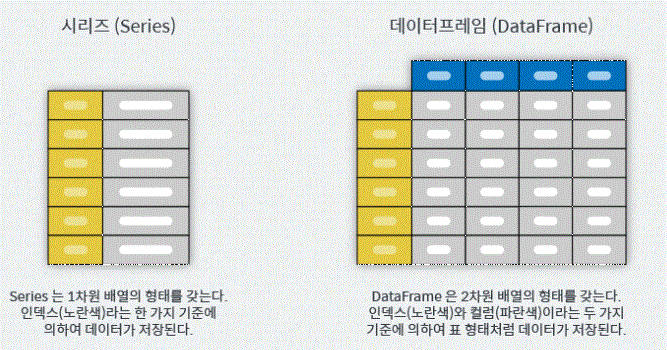 시리즈 (Series)
데이터프레임 (DataFrame)
Series 는 1차원 배열의 형태를 갖는다.
인덱스(노란색)라는 한 가지 기준에
의하여 데이터가 저장된다.
DataFrame 은 2차원 배열의 형태를 갖는다.
인덱스(노란색)와 컬럼(파란색)이라는 두 가지
기준에 의하여 표 형태처럼 데이터가 저장된다.